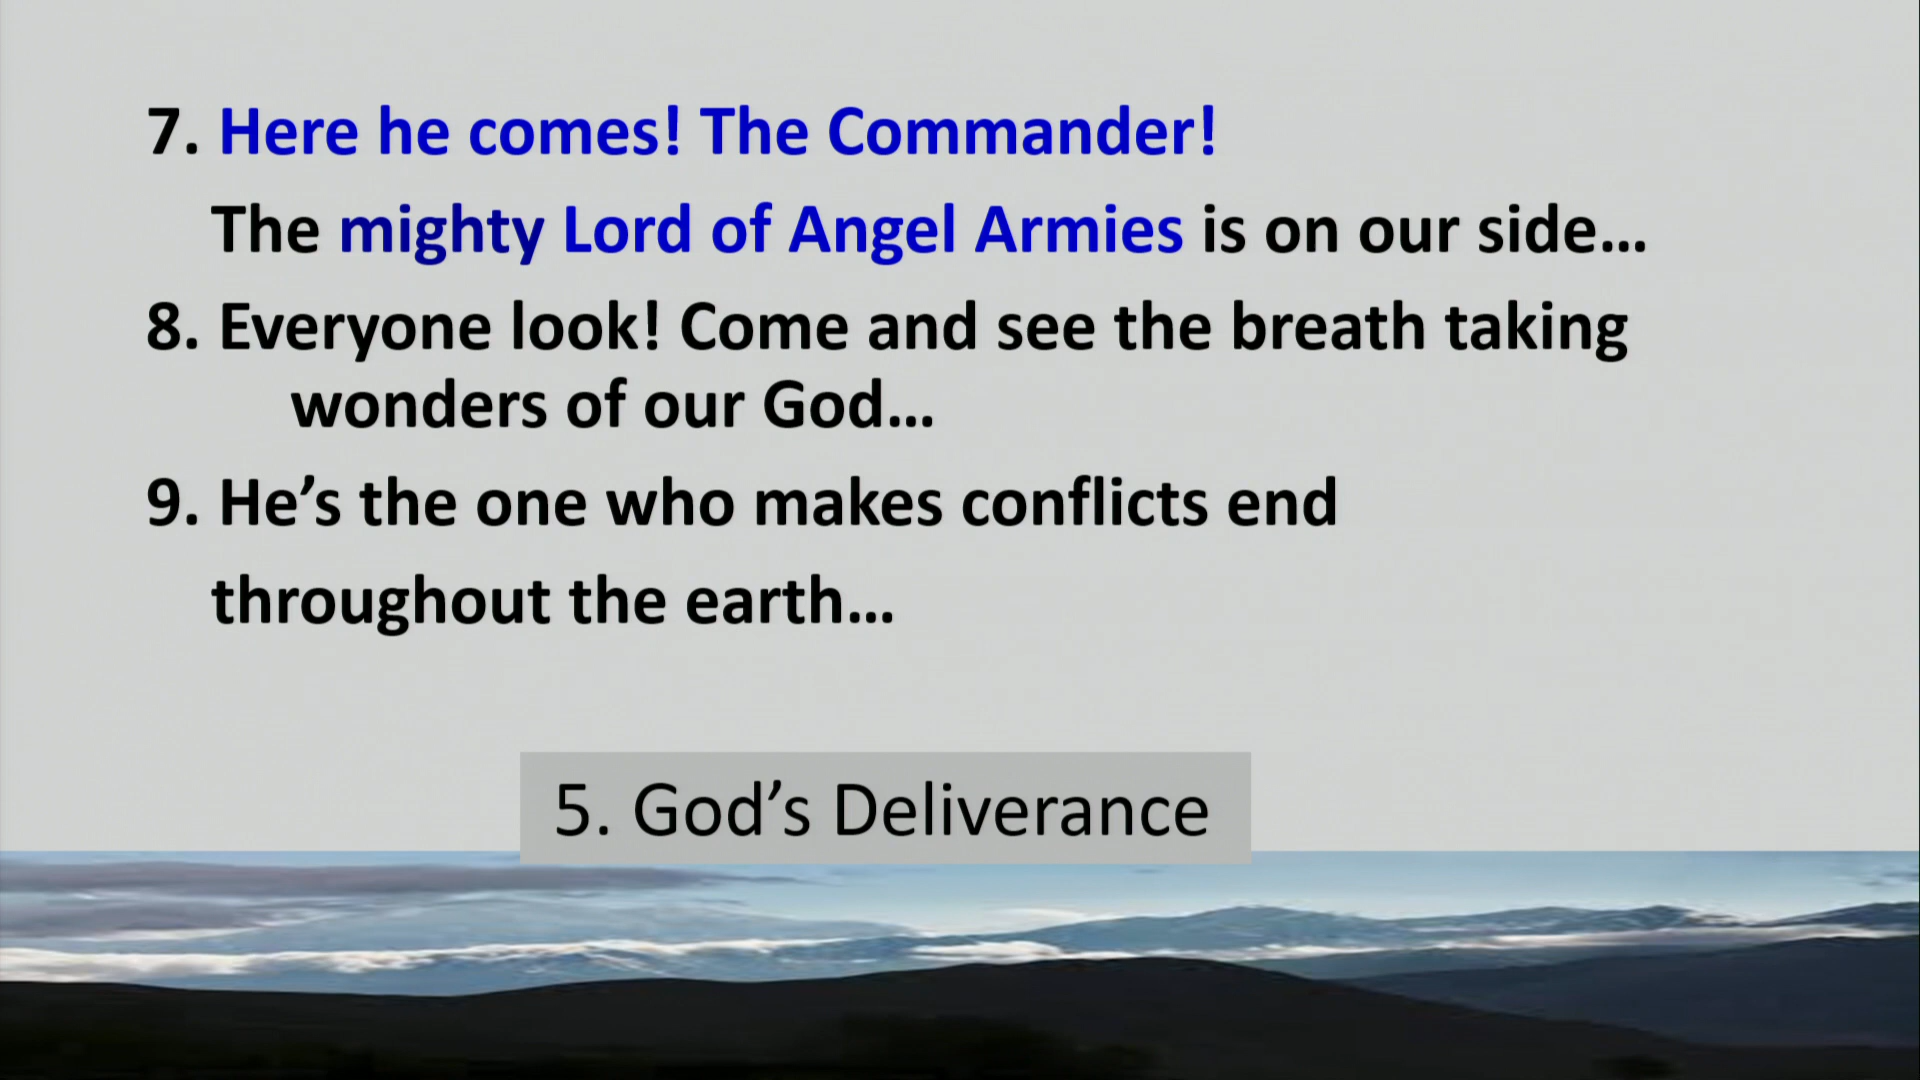 7. Here he comes! The Commander!
The mighty Lord of Angel Armies is on our side…
8. Everyone look! Come and see the breath taking
wonders of our God…
9. He’s the one who makes conflicts end
throughout the earth…
5. God’s Deliverance